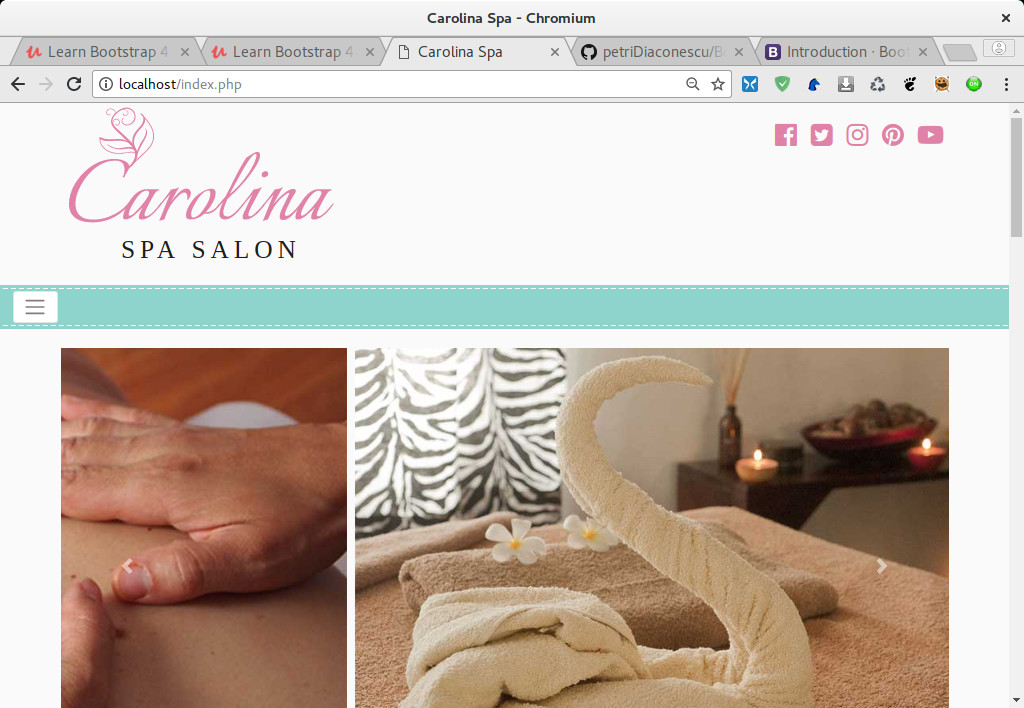 Carolina Spa - Chromium
Learn Bootstrap 4
Learn Bootstrap 4
Carolina Spa
petriDiaconescu/B
Introduction · Boot
localhost/index.php
ON
Carolina
SPA SALON